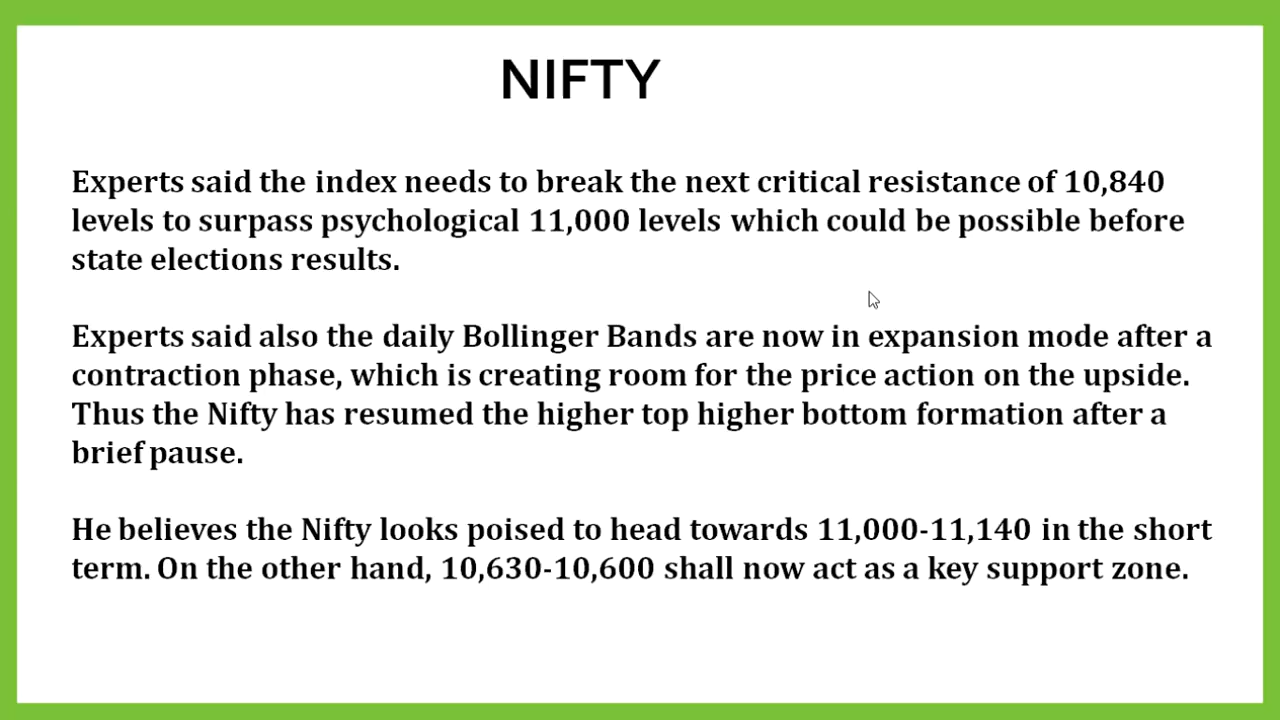 NIFTY
Experts said the index needs to break the next critical resistance of 10,840
levels to surpass psychological 11,000 levels which could be possible before
state elections results.
Experts said also the daily Bollinger Bands are now in expansion mode after a
contraction phase, which is creating room for the price action on the upside.
Thus the Nifty has resumed the higher top higher bottom formation after a
brief pause.
He believes the Nifty looks poised to head towards 11,000-11,140 in the short
term. On the other hand, 10,630-10,600 shall now act as a key support zone.